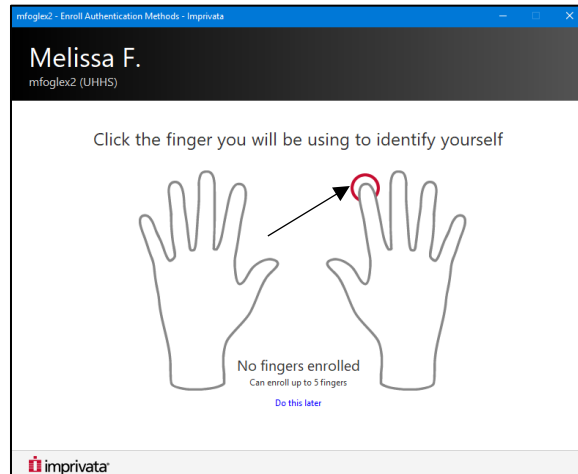 mfoglex2 - Enroll Authentication Methods - Imprivata
Melissa F.
mfoglex2 (UHHS)
Click the finger you will be using to identify yourself
No fingers enrolled
Can enroll up to 5 fingers
Do this later
imprivata